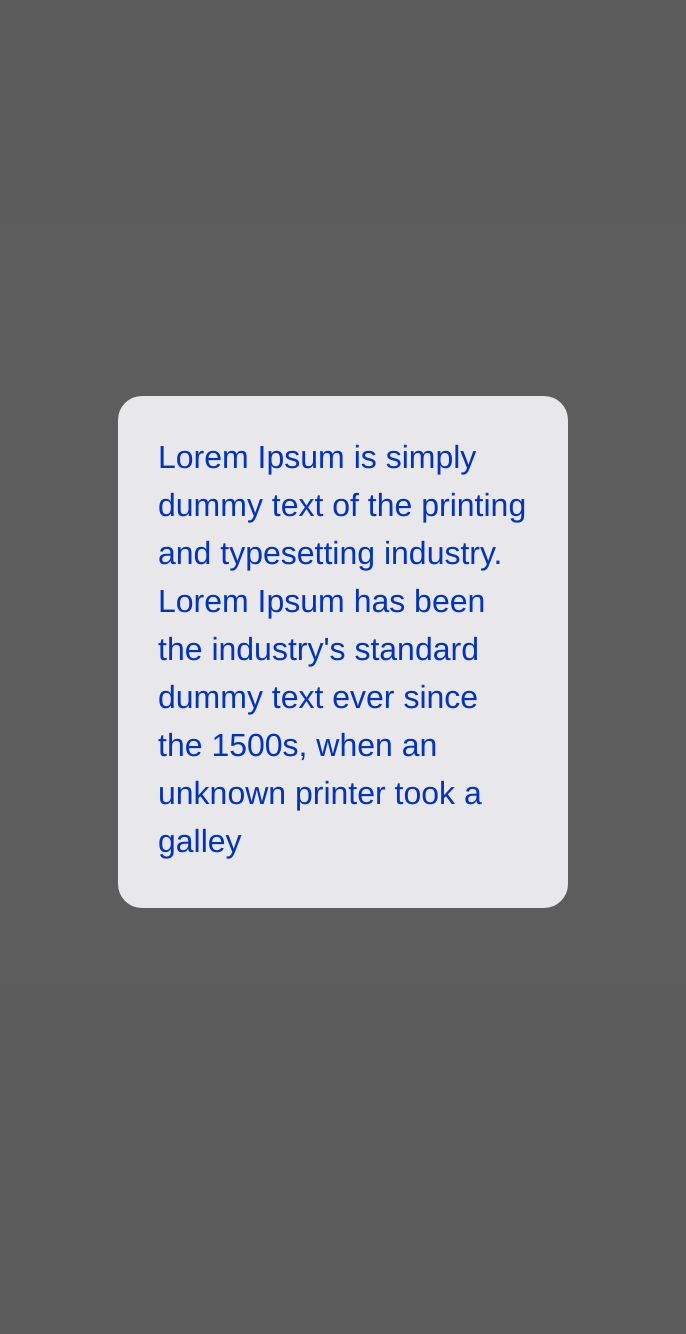 Lorem Ipsum is simply
dummy text of the printing
and typesetting industry.
Lorem Ipsum has been
the industry's standard
dummy text ever since
the 1500s, when an
unknown printer took a
galley